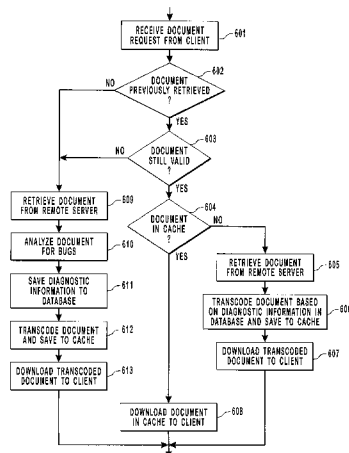 RECEIVE DOCUMENT
REQUEST FROM CLIENT
601
602
DOCUMENT
PREVIOUSLY RETRIEVED
?
NO
YES
603
DOCUMENT
STILL VALID
?
NO
YES
604
DOCUMENT
IN CACHE
?
NO
YES
RETRIEVE DOCUMENT
FROM REMOTE SERVER
609
ANALYZE DOCUMENT
FOR BUGS
610
SAVE DIAGNOSTIC
INFORMATION TO
DATABASE
611
TRANSCODE DOCUMENT
AND SAVE TO CACHE
612
DOWNLOAD TRANSCODED
DOCUMENT TO CLIENT
613
RETRIEVE DOCUMENT
FROM REMOTE SERVER
605
TRANSCODE DOCUMENT BASED
ON DIAGNOSTIC INFORMATION IN
DATABASE AND SAVE TO CACHE
DOWNLOAD TRANSCODED
DOCUMENT TO CLIENT
607
DOWNLOAD DOCUMENT
IN CACHE TO CLIENT
608